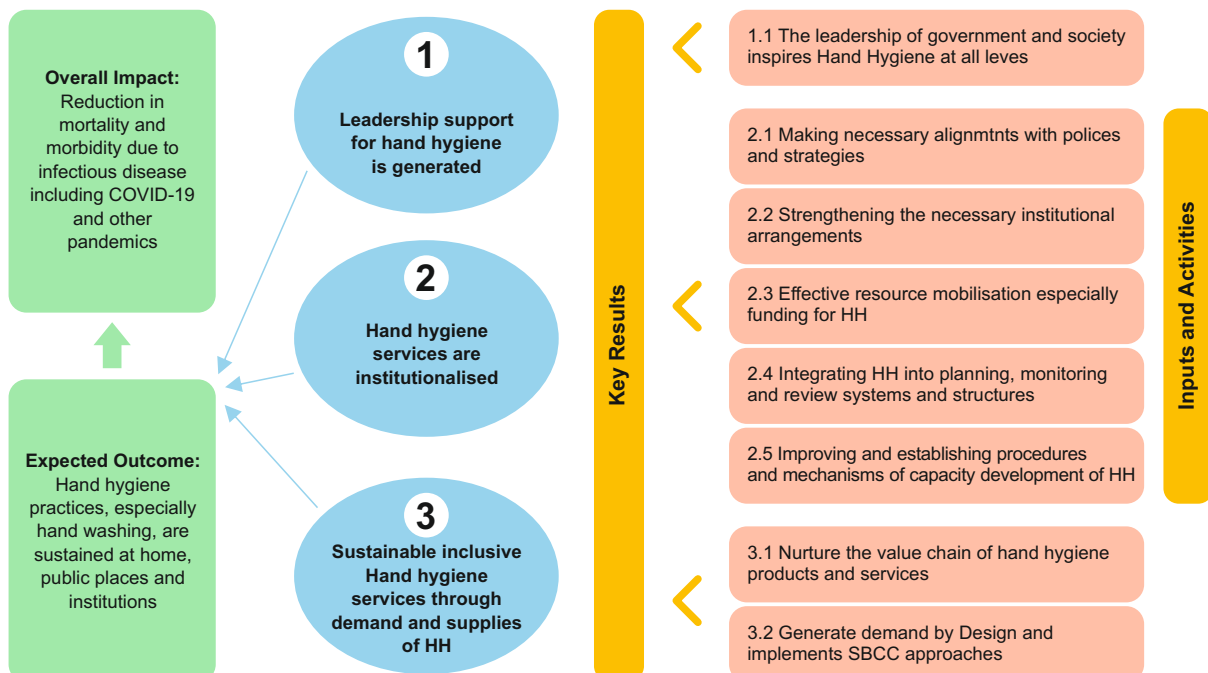 Overall Impact:
Reduction in
mortality and
morbidity due to
infectious disease
including COVID-19
and other
pandemics
Expected Outcome:
Hand hygiene
practices, especially
hand washing, are
sustained at home,
public places and
institutions
1
Leadership support
for hand hygiene
is generated
2
Hand hygiene
services are
institutionalised
3
Sustainable inclusive
Hand hygiene
services through
demand and supplies
of HH
Key Results
1.1 The leadership of government and society
inspires Hand Hygiene at all leves
2.1 Making necessary alignmtnts with polices
and strategies
2.2 Strengthening the necessary institutional
arrangements
2.3 Effective resource mobilisation especially
funding for HH
2.4 Integrating HH into planning, monitoring
and review systems and structures
2.5 Improving and establishing procedures
and mechanisms of capacity development of HH
3.1 Nurture the value chain of hand hygiene
products and services
3.2 Generate demand by Design and
implements SBCC approaches
Inputs and Activities